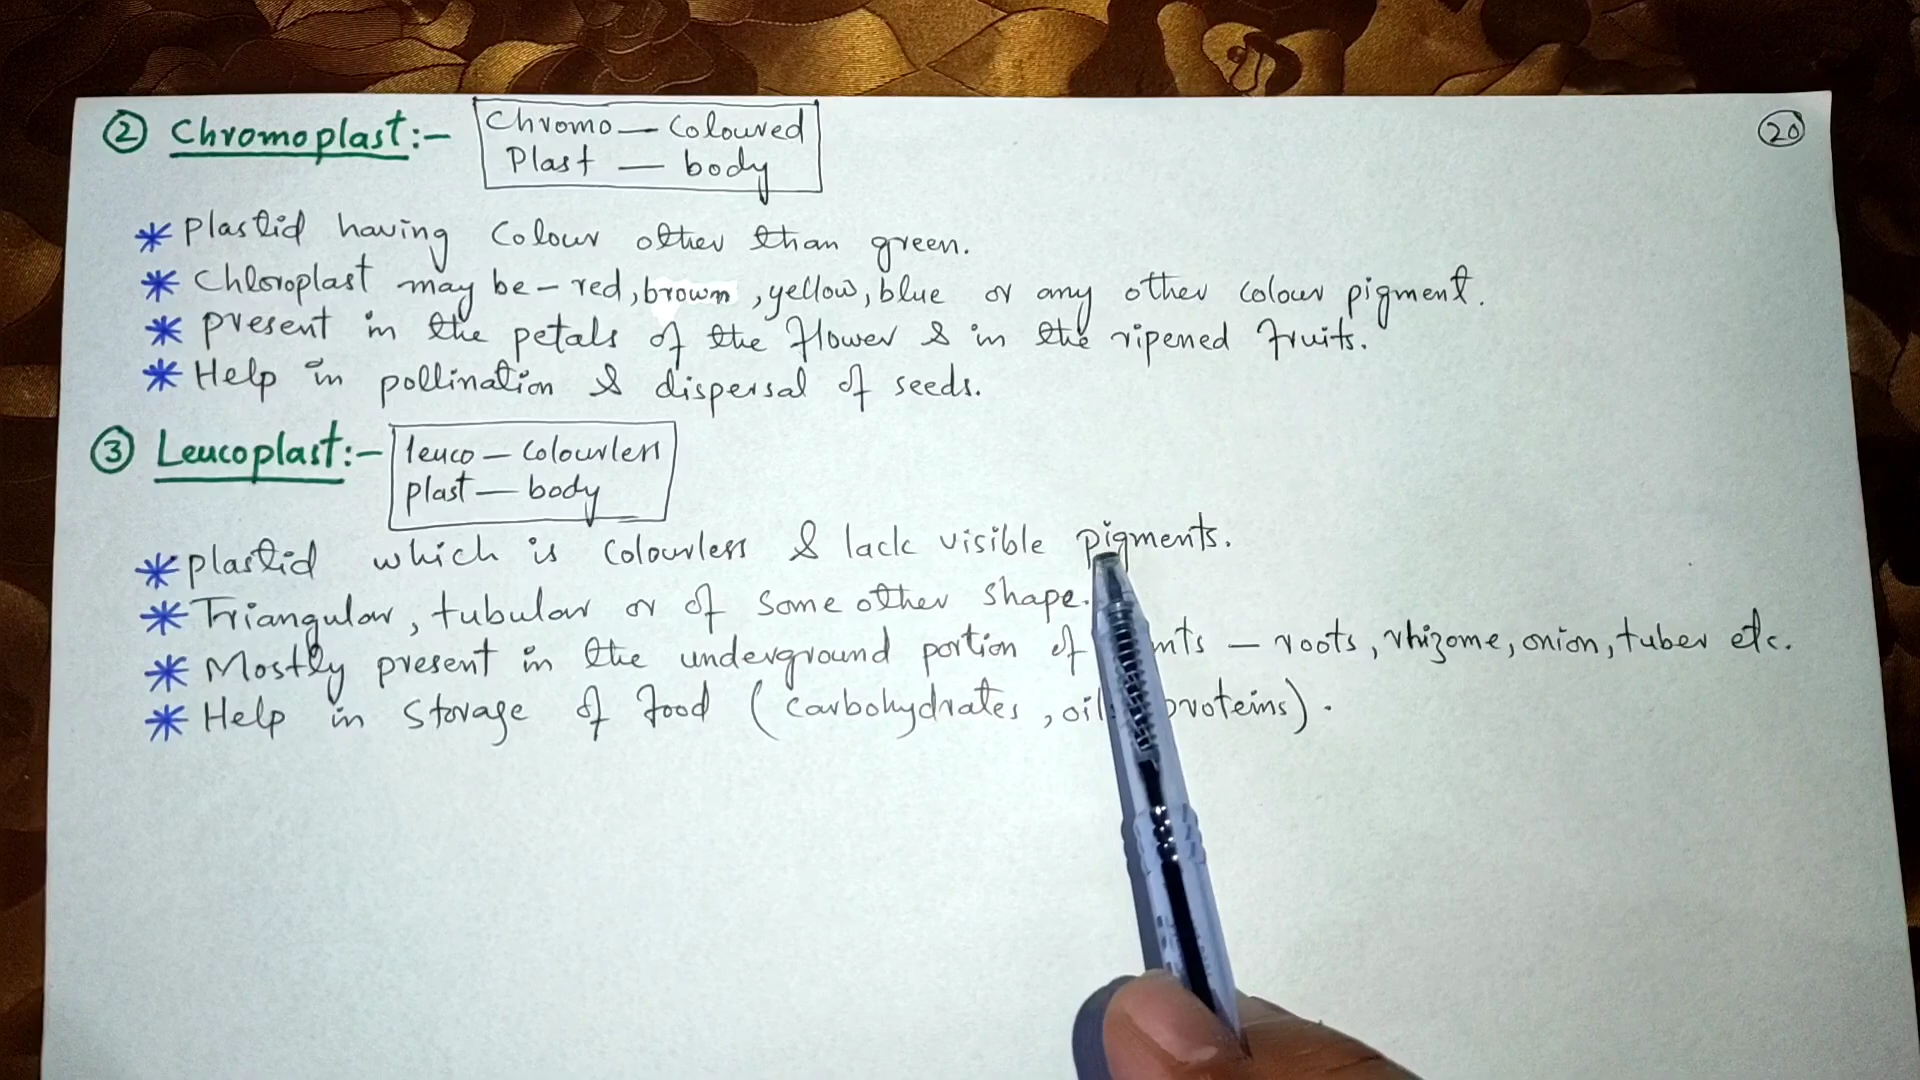 ② Chromoplast:- Chromo — Coloured
Plast — body
20
* Plastid having Colour other than green.
* Chloroplast may be - red, brown, yellow, blue or any other colour pigment.
* present in the petals of the flower & in the ripened fruits.
* Help in pollination & dispersal of seeds.
③ Leucoplast:- leuco — Colourless
plast — body
* plastid which is Colourless & lack visible pigments.
* Triangular, tubular or of some other shape.
* Mostly present in the underground portion of — roots, rhizome, onion, tuber etc.
* Help in Storage of food (Carbohydrates,